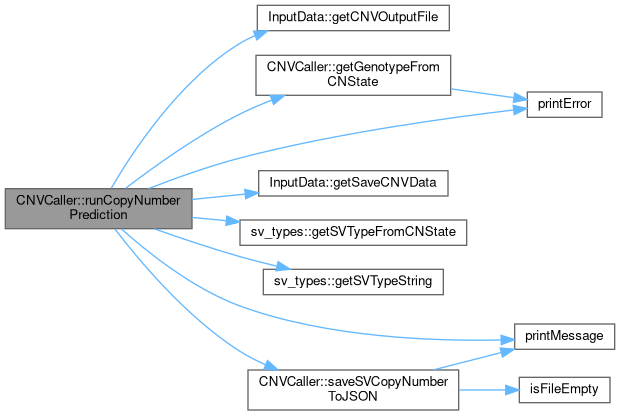 InputData::getCNVOutputFile
CNVCaller::getGenotypeFrom
CNState
printError
InputData::getSaveCNVData
CNVCaller::runCopyNumber
Prediction
sv_types::getSVTypeFromCNState
sv_types::getSVTypeString
printMessage
CNVCaller::saveSVCopyNumber
ToJSON
isFileEmpty